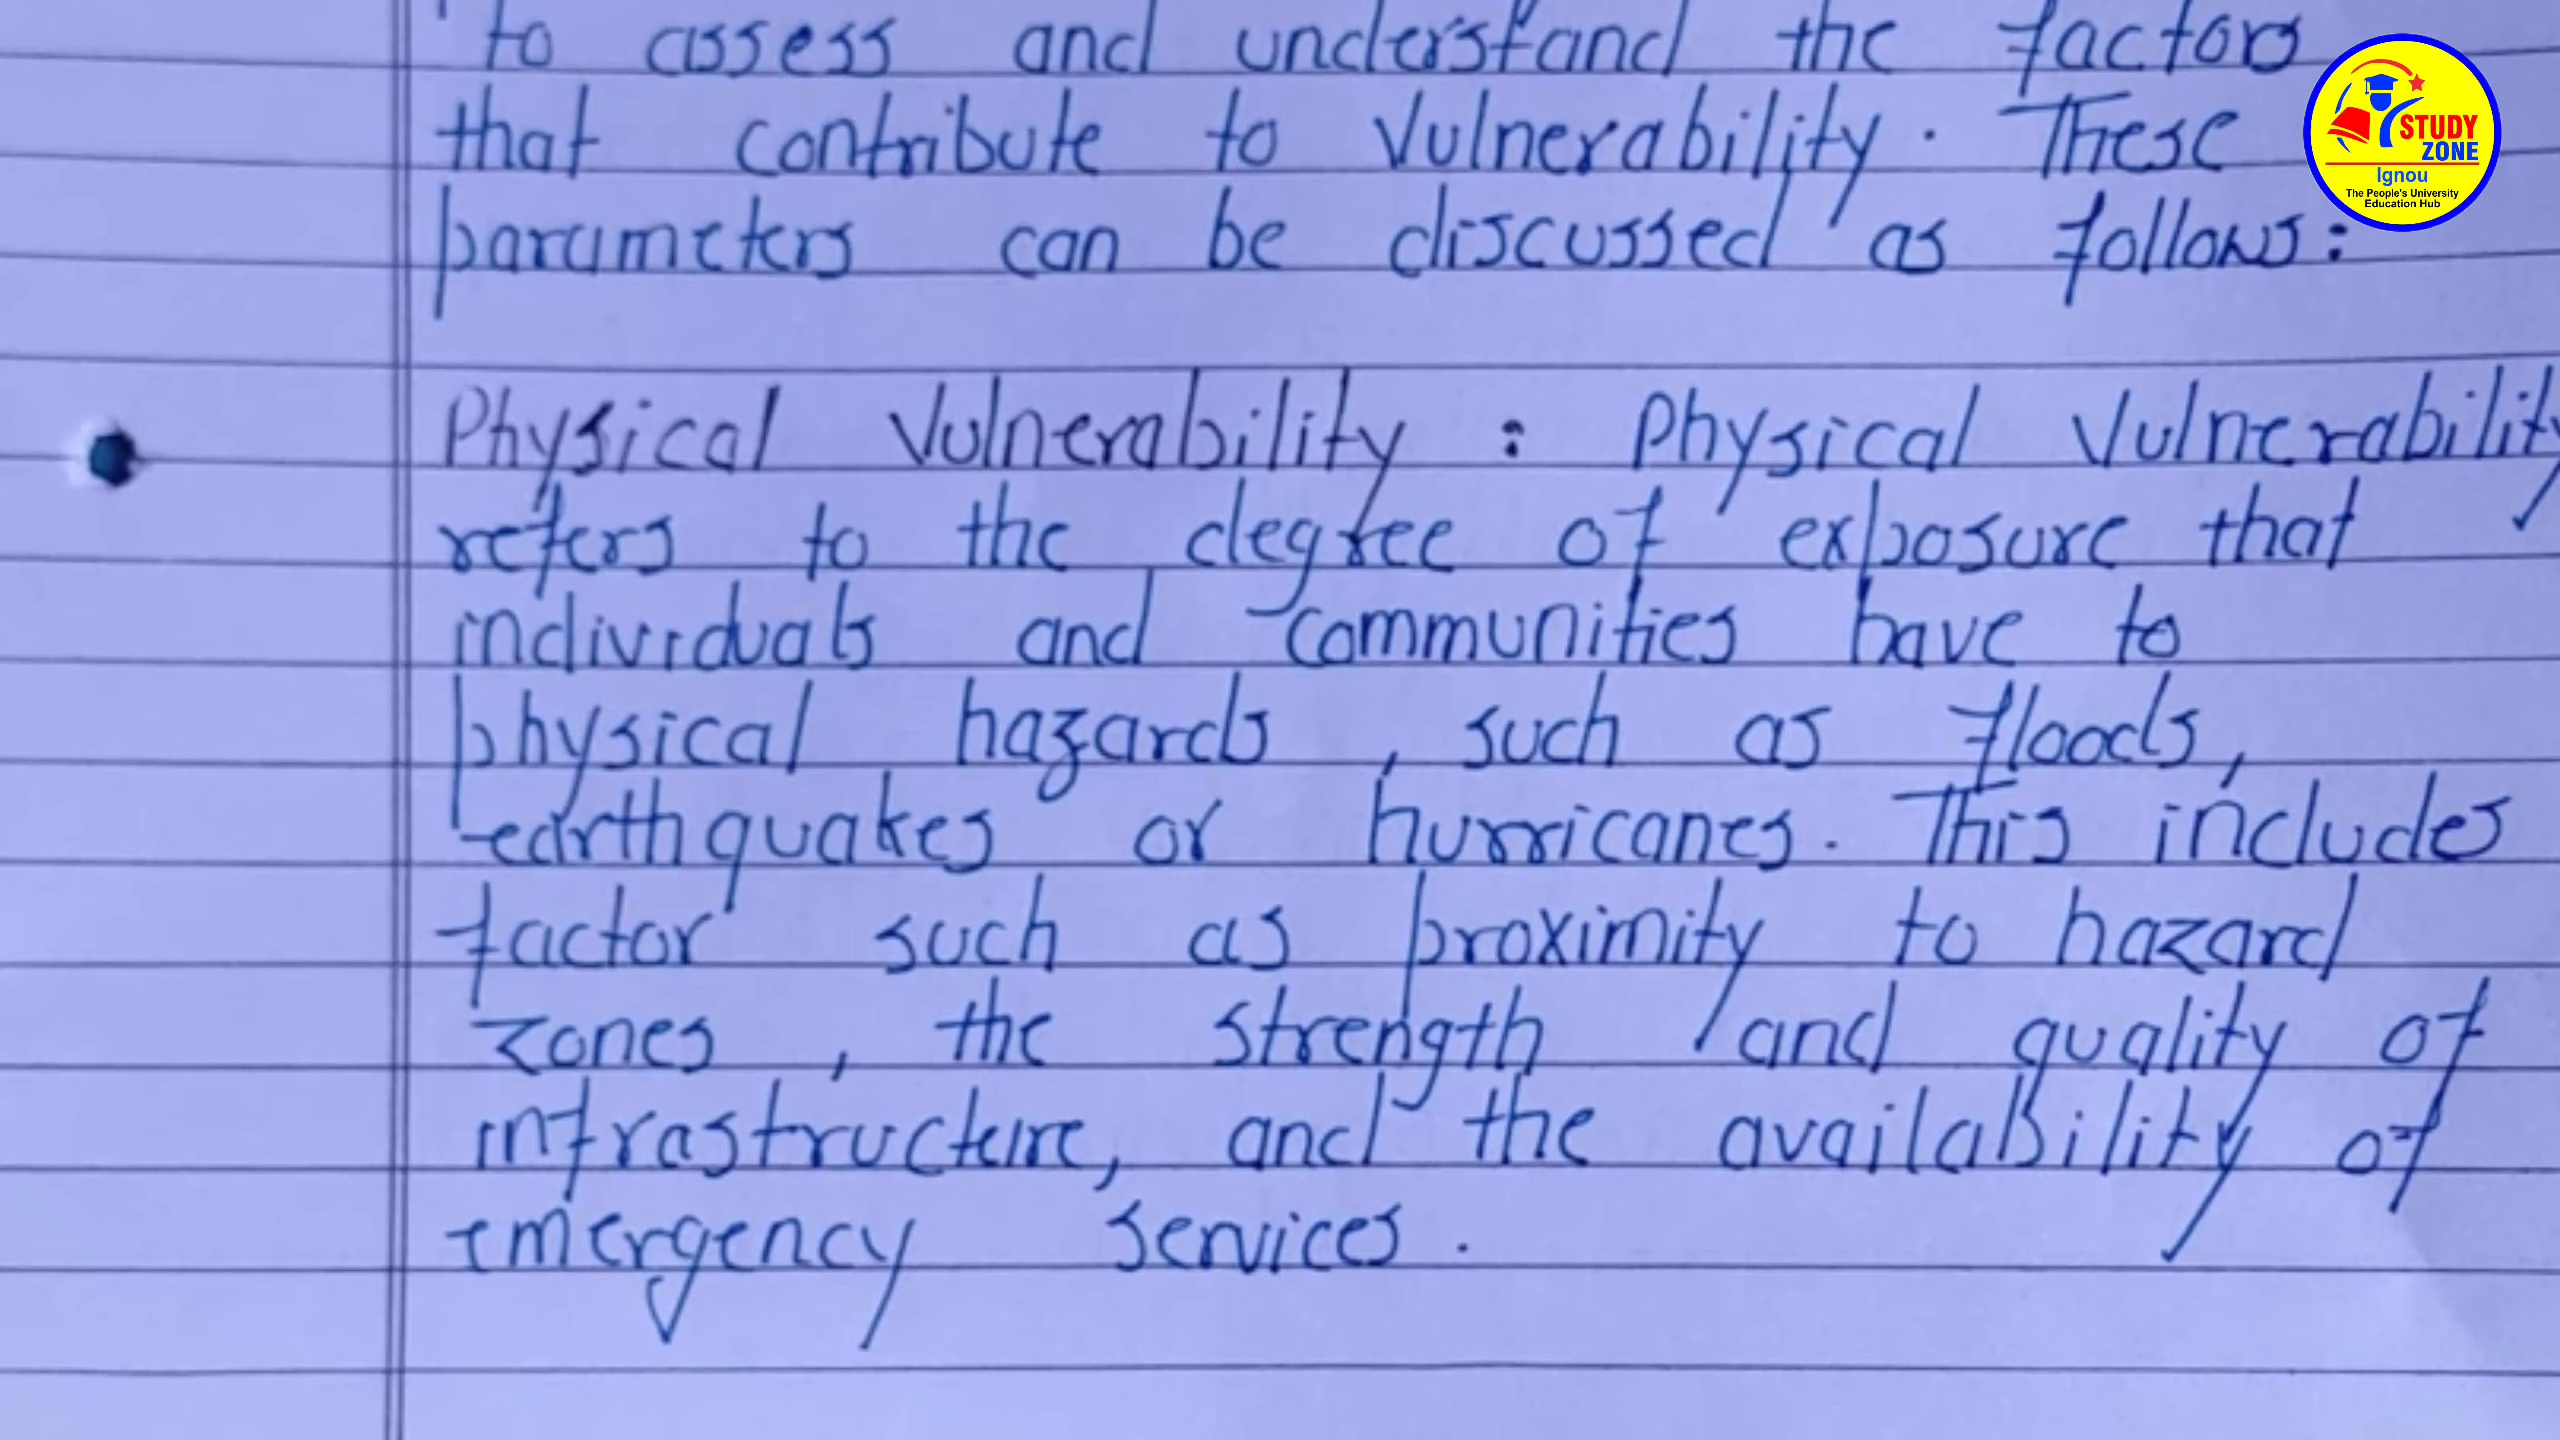 to assess and understand the factors
that contribute to Vulnerability. These
parameters can be discussed as follows:
Physical Vulnerability: Physical Vulnerability
refers to the degree of exposure that
individuals and communities have to
physical hazards, such as floods,
earthquakes or hurricanes. This includes
factor such as proximity to hazard
zones, the strength and quality of
infrastructure, and the availability of
emergency services.
STUDY
ZONE
Ignou
The People's University
Education Hub